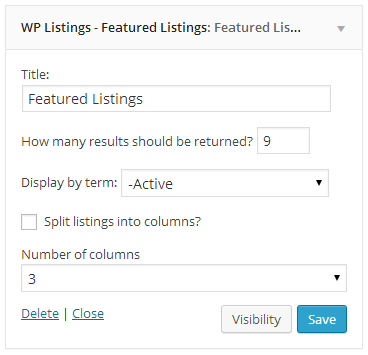 WP Listings - Featured Listings: Featured Lis...
Title:
Featured Listings
How many results should be returned? 9
Display by term: -Active
Split listings into columns?
Number of columns
3
Delete | Close Visibility Save